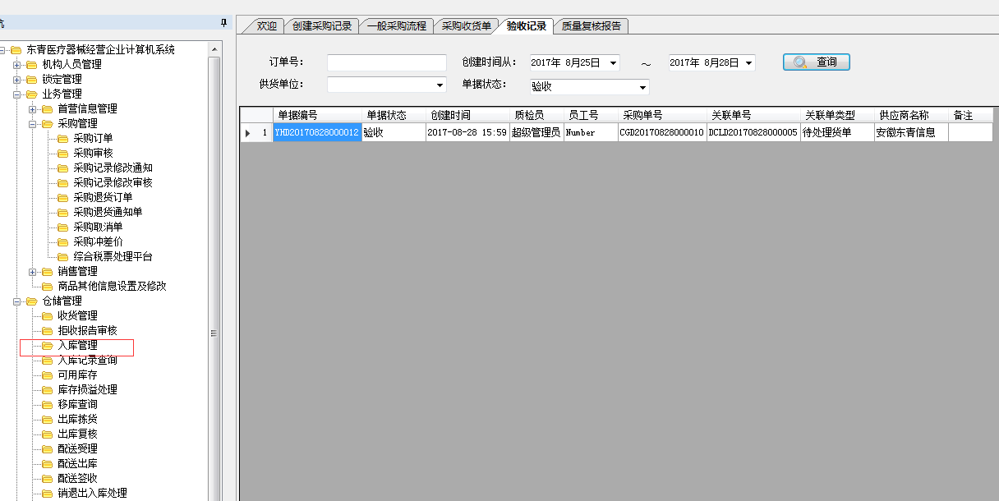 航
欢迎 创建采购记录 一般采购流程 采购收货单 验收记录 质量复核报告
东青医疗器械经营企业计算机系统
机构人员管理
锁定管理
业务管理
首营信息管理
采购管理
采购订单
采购审核
采购记录修改通知
采购记录修改审核
采购退货订单
采购退货通知单
采购取消单
采购冲差价
综合税票处理平台
销售管理
商品其他信息设置及修改
仓储管理
收货管理
拒收报告审核
入库管理
入库记录查询
可用库存
库存损溢处理
移库查询
出库拣货
出库复核
配送受理
配送出库
配送签收
销退出入库处理
订单号: 创建时间从: 2017年 8月25日 ～ 2017年 8月28日 查询
供货单位: 单据状态: 验收
单据编号 单据状态 创建时间 质检员 员工号 采购单号 关联单号 关联单类型 供应商名称 备注
1 YHD20170828000012 验收 2017-08-28 15:59 超级管理员 Number CGD20170828000010 DCLD20170828000005 待处理货单 安徽东青信息